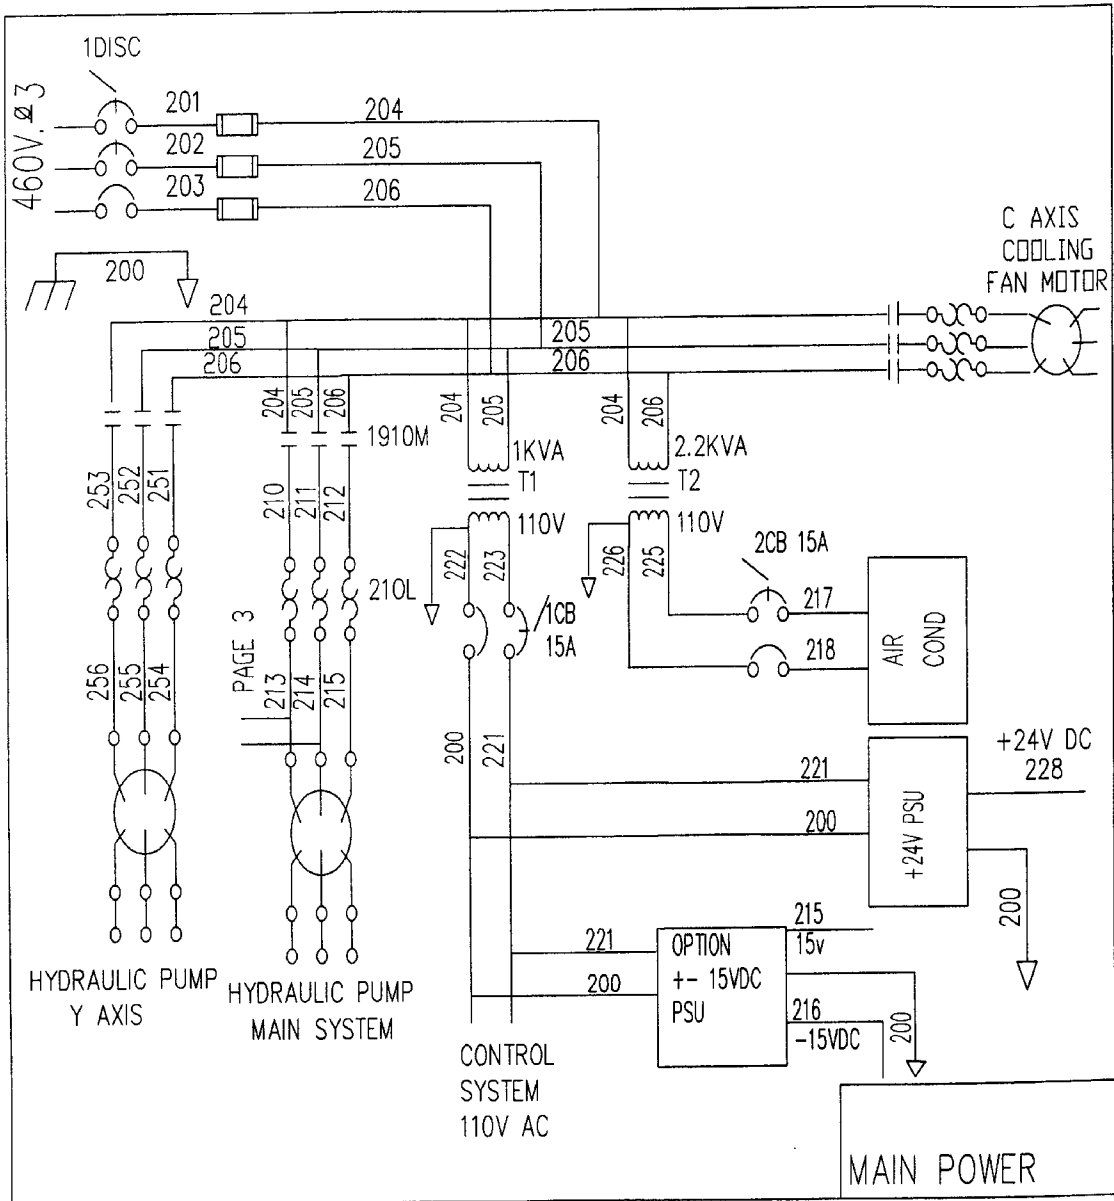 1DISC
460V. ø3
201
204
202
205
203
206
200
C AXIS
COOLING
FAN MOTOR
204
205
206
205
206
204
205
206
1910M
204
205
204
206
1KVA
T1
110V
2.2KVA
T2
110V
253
252
251
210
211
212
210L
222
223
1CB
15A
226
225
2CB 15A
217
218
AIR
COND
256
255
254
PAGE 3
213
214
215
200
221
221
200
+24V PSU
+24V DC
228
200
221
200
OPTION
+- 15VDC
PSU
215
15v
216
-15VDC
200
HYDRAULIC PUMP
Y AXIS
HYDRAULIC PUMP
MAIN SYSTEM
CONTROL
SYSTEM
110V AC
MAIN POWER